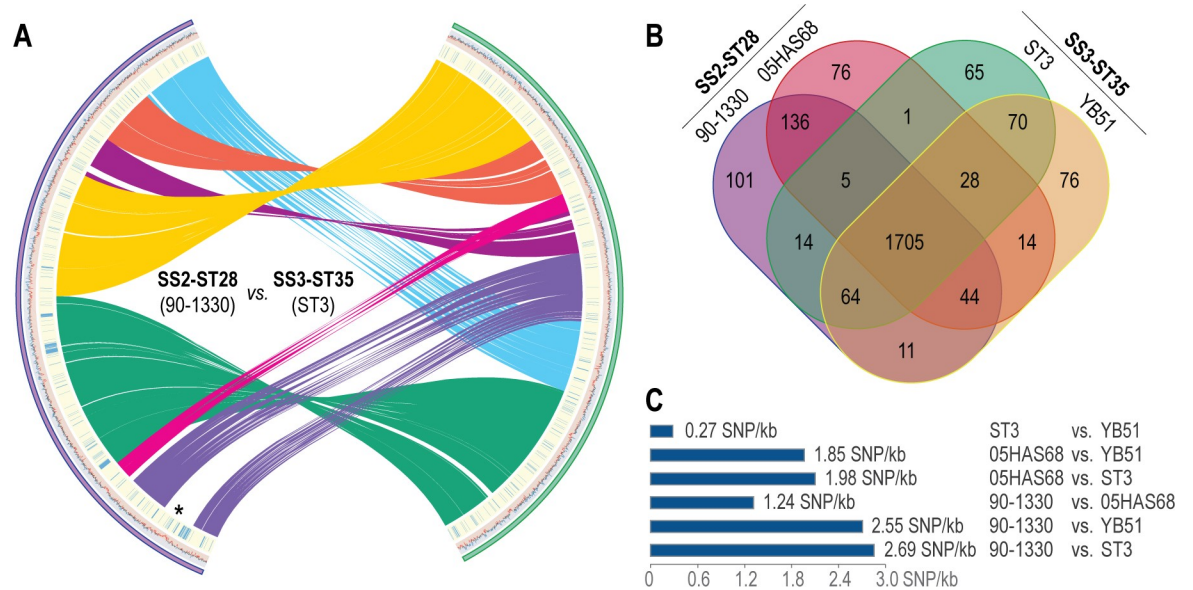 A
SS2-ST28 vs. SS3-ST35
(90-1330) (ST3)
*
B
SS2-ST28
90-1330
05HAS68
SS3-ST35
ST3
YB51
76
65
136
1
70
101
5
28
76
14
1705
14
64
44
11
C
0.27 SNP/kb ST3 vs. YB51
1.85 SNP/kb 05HAS68 vs. YB51
1.98 SNP/kb 05HAS68 vs. ST3
1.24 SNP/kb 90-1330 vs. 05HAS68
2.55 SNP/kb 90-1330 vs. YB51
2.69 SNP/kb 90-1330 vs. ST3
0 0.6 1.2 1.8 2.4 3.0 SNP/kb